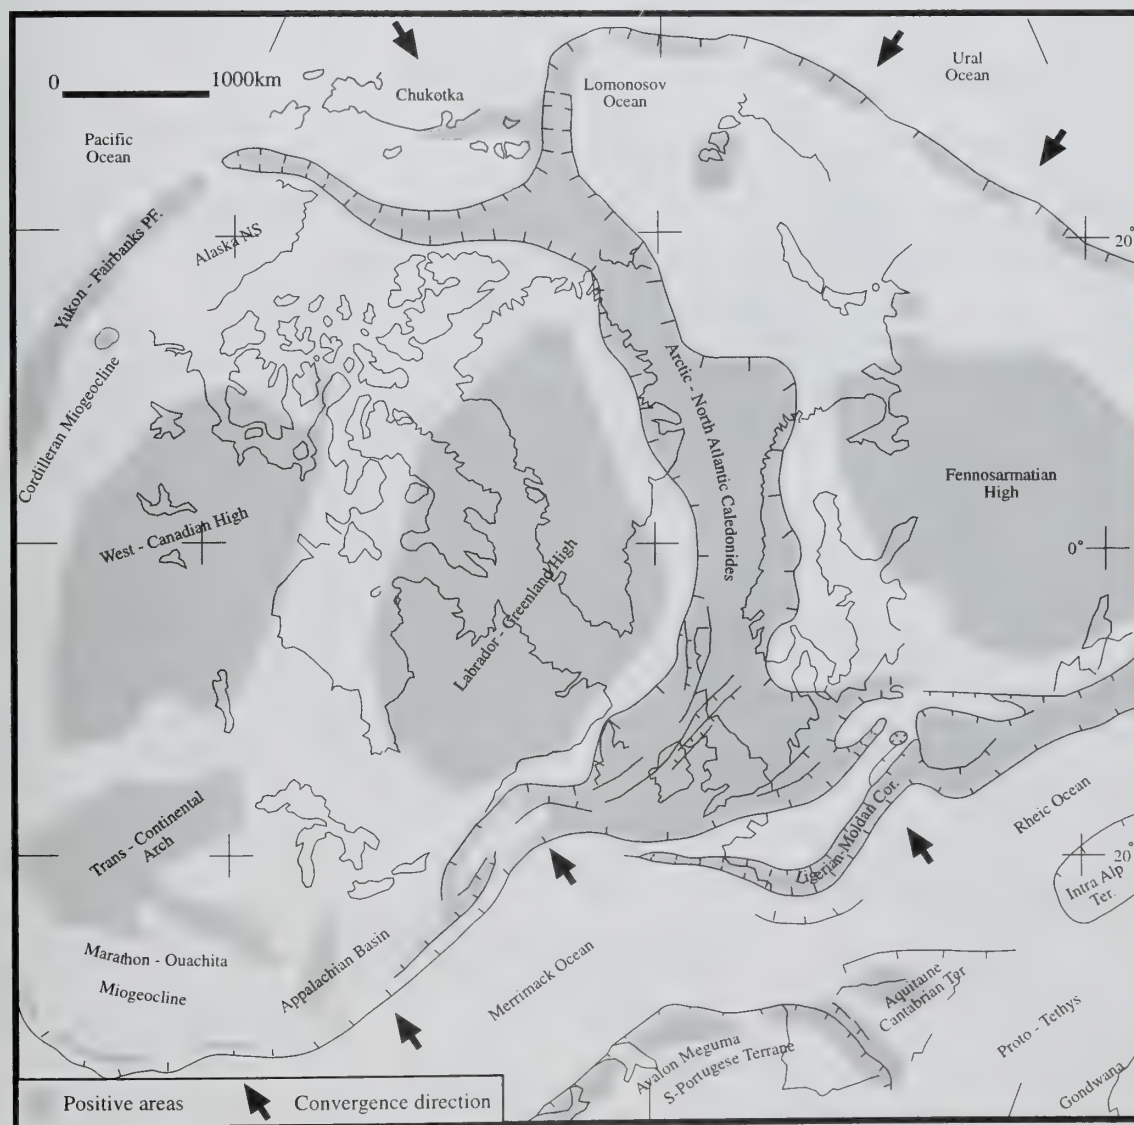 0 1000km
Chukotka
Lomonosov
Ocean
Ural
Ocean
Pacific
Ocean
Yukon - Fairbanks PF.
Alaska NS
20°
Cordilleran Miogeocline
Arctic - North Atlantic Caledonides
West - Canadian High
Fennosarmatian
High
0°
Labrador - Greenland High
Trans - Continental
Arch
Ligerian-Moldan Cor.
Rheic Ocean
20°
Intra Alp
Ter.
Marathon - Ouachita
Miogeocline
Appalachian Basin
Merrimack Ocean
Aquitaine
Cantabrian Ter
Proto - Tethys
Avalon Meguma
S-Portugese Terrane
Gondwana
Positive areas
Convergence direction